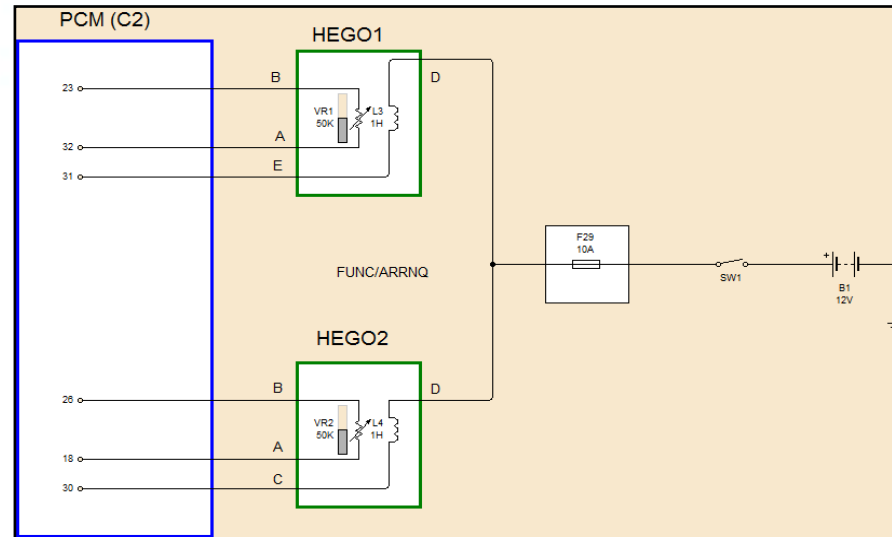 PCM (C2)
HEGO1
B
D
23
VR1
50K
L3
1H
A
32
E
31
F29
10A
FUNC/ARRNQ
SW1
+
B1
12V
HEGO2
B
D
26
VR2
50K
L4
1H
A
18
C
30